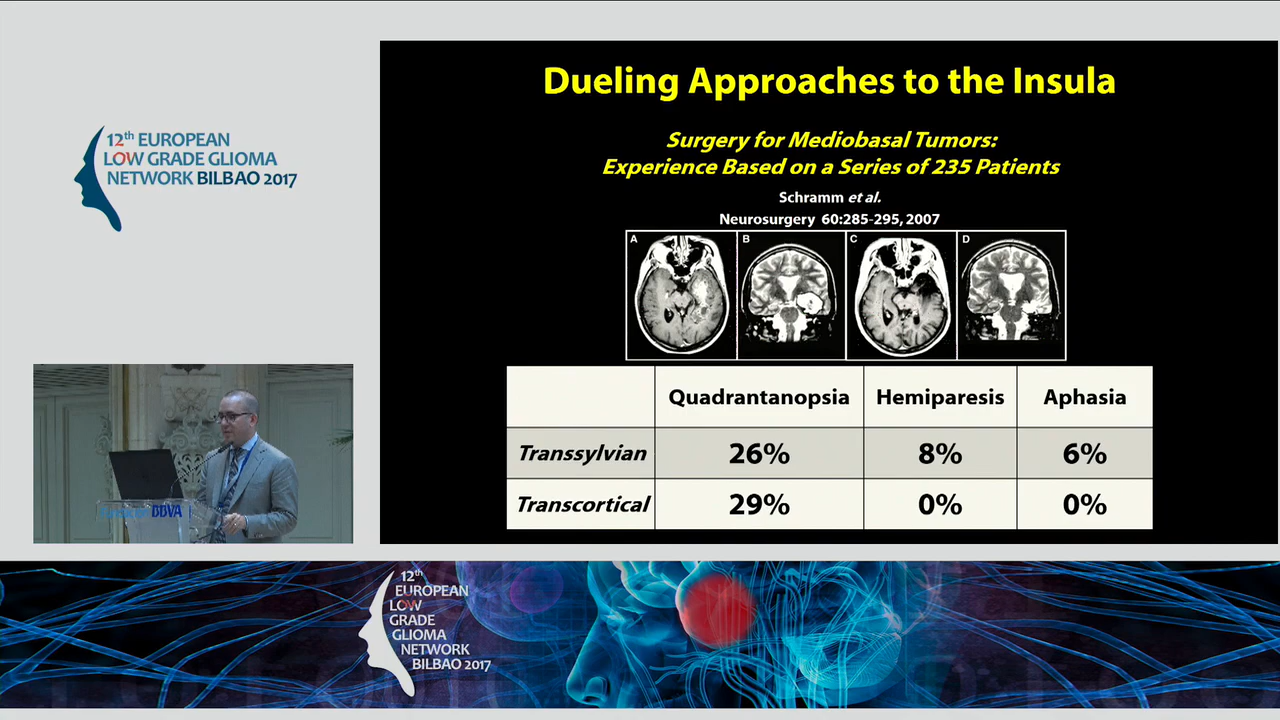 12th EUROPEAN
LOW GRADE GLIOMA
NETWORK BILBAO 2017
Dueling Approaches to the Insula
Surgery for Mediobasal Tumors:
Experience Based on a Series of 235 Patients
Schramm et al.
Neurosurgery 60:285-295, 2007
A B C D
Quadrantanopsia Hemiparesis Aphasia
Transsylvian 26% 8% 6%
Transcortical 29% 0% 0%
BBVA
12th
EUROPEAN
LOW
GRADE
GLIOMA
NETWORK
BILBAO 2017